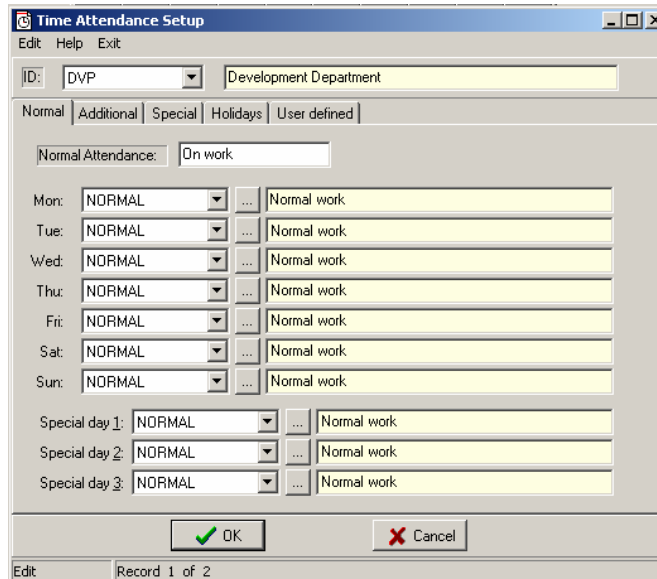 Time Attendance Setup
Edit Help Exit
ID: DVP Development Department
Normal Additional Special Holidays User defined
Normal Attendance: On work
Mon: NORMAL ... Normal work
Tue: NORMAL ... Normal work
Wed: NORMAL ... Normal work
Thu: NORMAL ... Normal work
Fri: NORMAL ... Normal work
Sat: NORMAL ... Normal work
Sun: NORMAL ... Normal work
Special day 1: NORMAL ... Normal work
Special day 2: NORMAL ... Normal work
Special day 3: NORMAL ... Normal work
OK Cancel
Edit Record 1 of 2